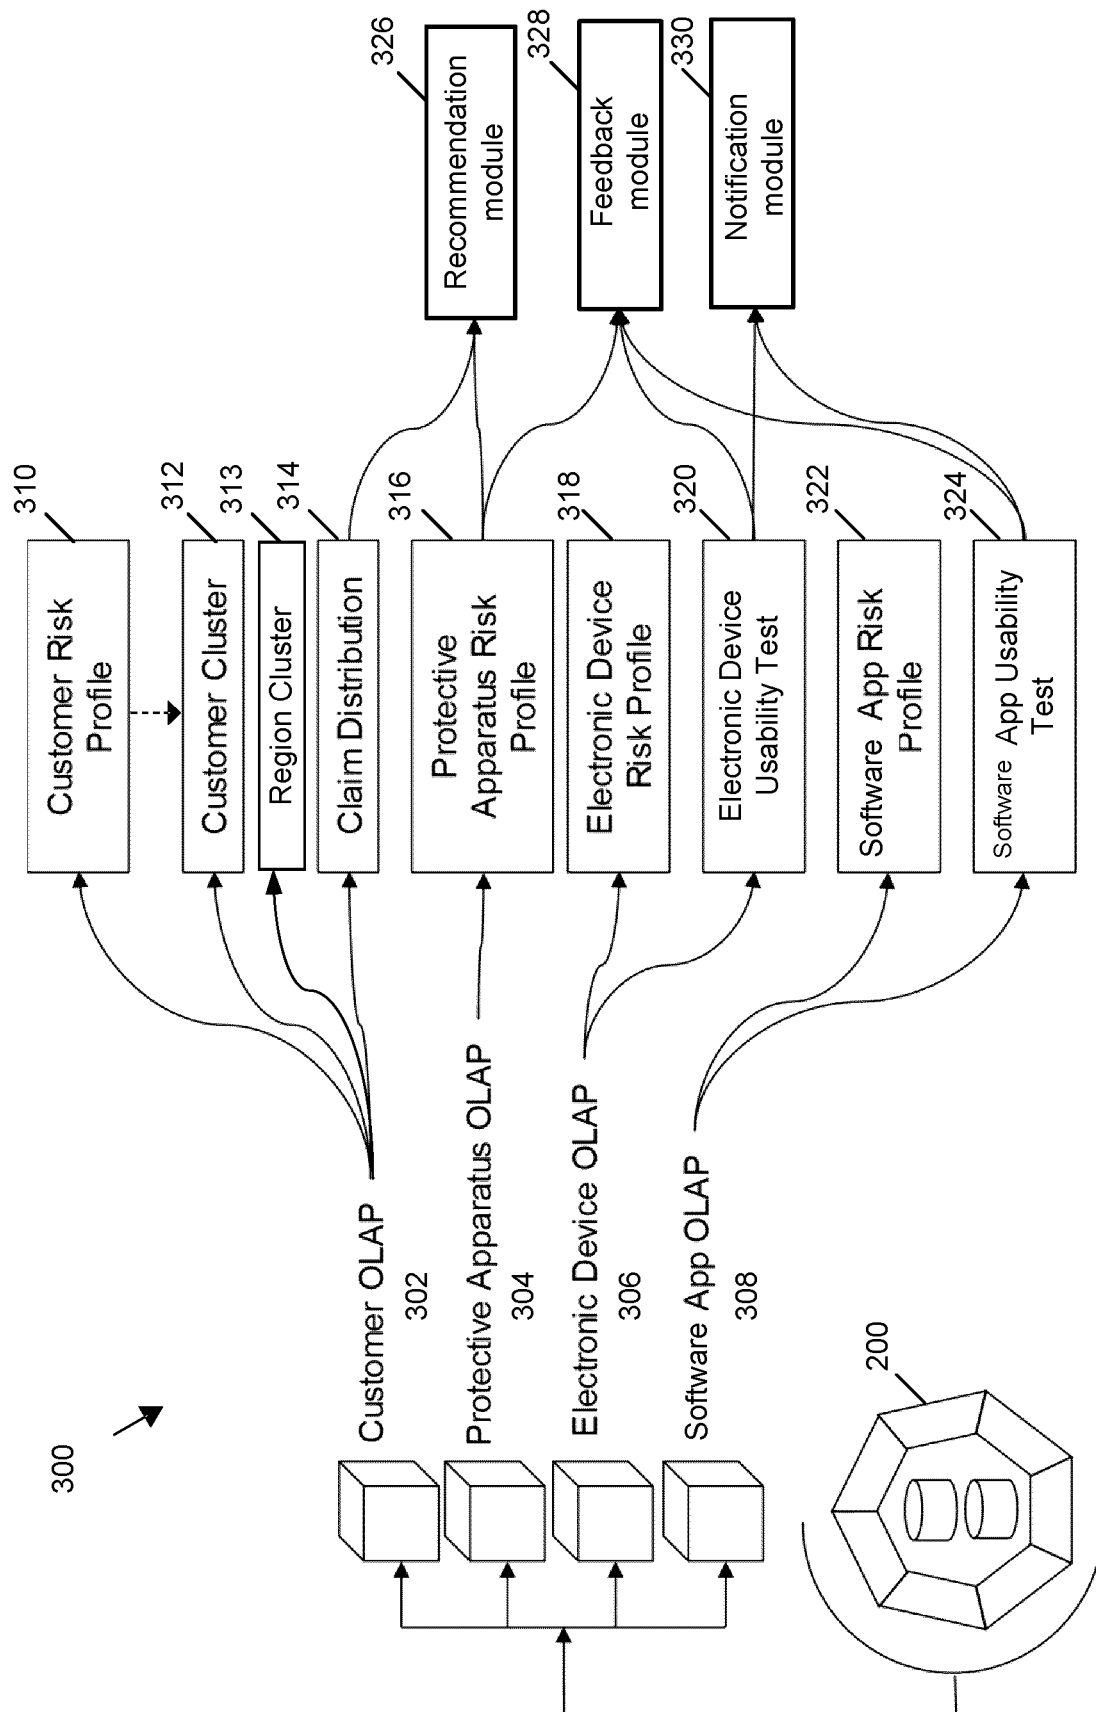 300
Customer OLAP
302
Protective Apparatus OLAP
304
Electronic Device OLAP
306
Software App OLAP
308
200
310
Customer Risk
Profile
312
Customer Cluster
313
Region Cluster
314
Claim Distribution
316
Protective
Apparatus Risk
Profile
318
Electronic Device
Risk Profile
320
Electronic Device
Usability Test
322
Software App Risk
Profile
324
Software App Usability
Test
326
Recommendation
module
328
Feedback
module
330
Notification
module